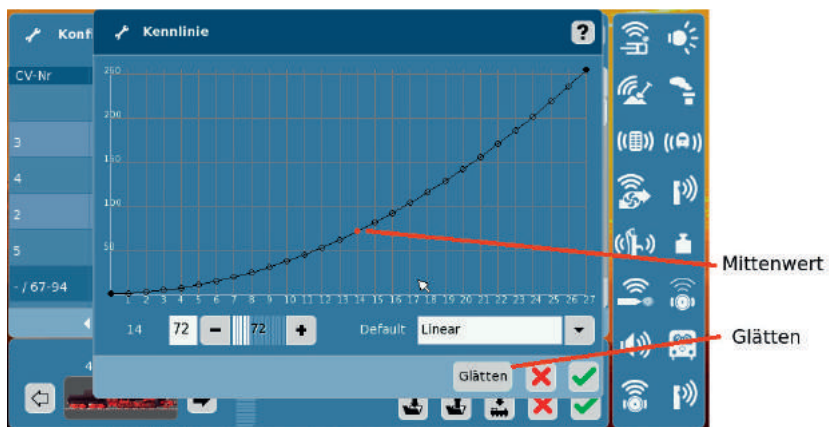 Konf
Kennlinie
?
CV-Nr
3
4
2
5
- / 67-94
250
200
150
100
50
1 2 3 4 5 6 7 8 9 10 11 12 13 14 15 16 17 18 19 20 21 22 23 24 25 26 27
14 72 - 72 + Default Linear
Glätten
4
Mittenwert
Glätten